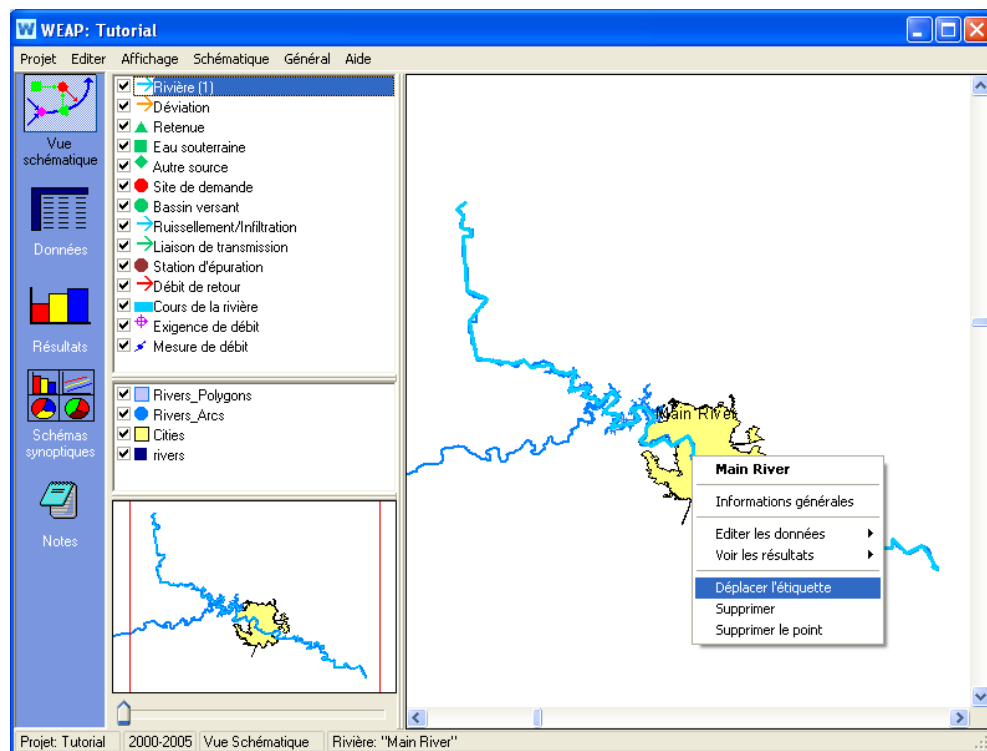 WEAP: Tutorial
Projet Editer Affichage Schématique Général Aide
Vue schématique
Données
Résultats
Schémas synoptiques
Notes
Rivière (1)
Déviation
Retenue
Eau souterraine
Autre source
Site de demande
Bassin versant
Ruissellement/Infiltration
Liaison de transmission
Station d'épuration
Débit de retour
Cours de la rivière
Exigence de débit
Mesure de débit
Rivers_Polygons
Rivers_Arcs
Cities
rivers
Main River
Main River
Informations générales
Editer les données
Voir les résultats
Déplacer l'étiquette
Supprimer
Supprimer le point
Projet: Tutorial 2000-2005 Vue Schématique Rivière: "Main River"